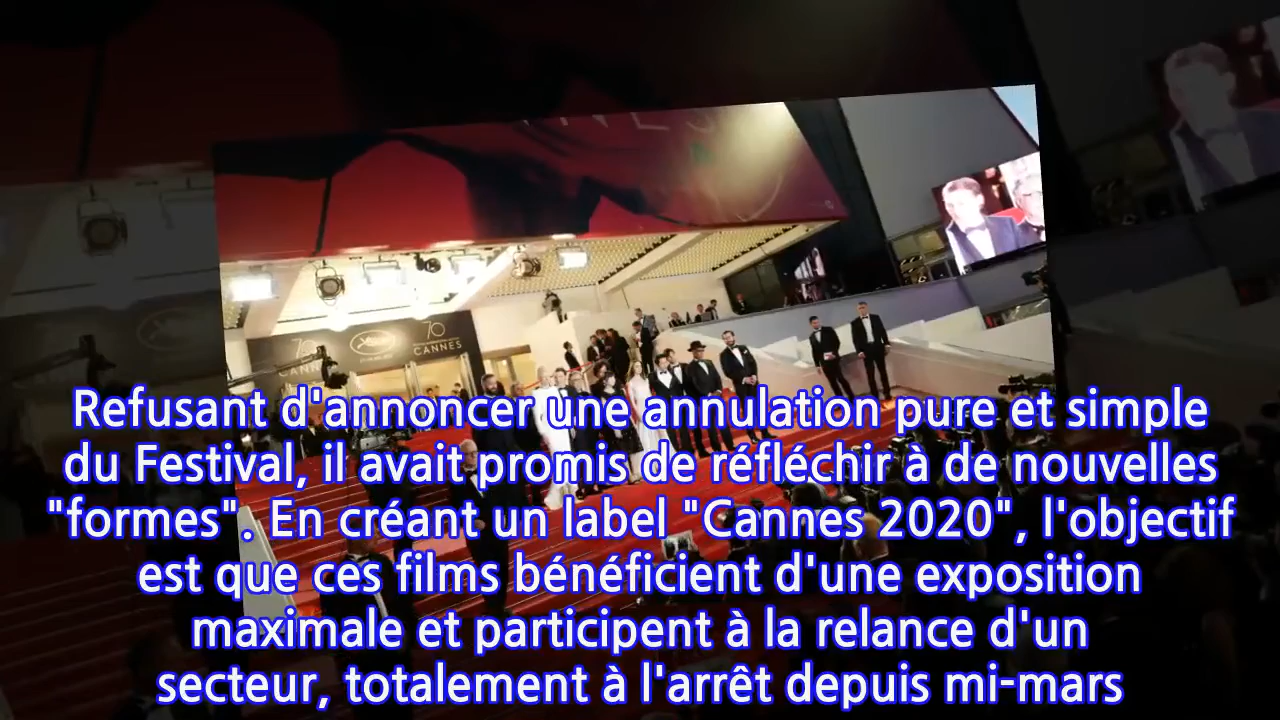 70
CANNES
Refusant d'annoncer une annulation pure et simple
du Festival, il avait promis de réfléchir à de nouvelles
"formes". En créant un label "Cannes 2020", l'objectif
est que ces films bénéficient d'une exposition
maximale et participent à la relance d'un
secteur, totalement à l'arrêt depuis mi-mars